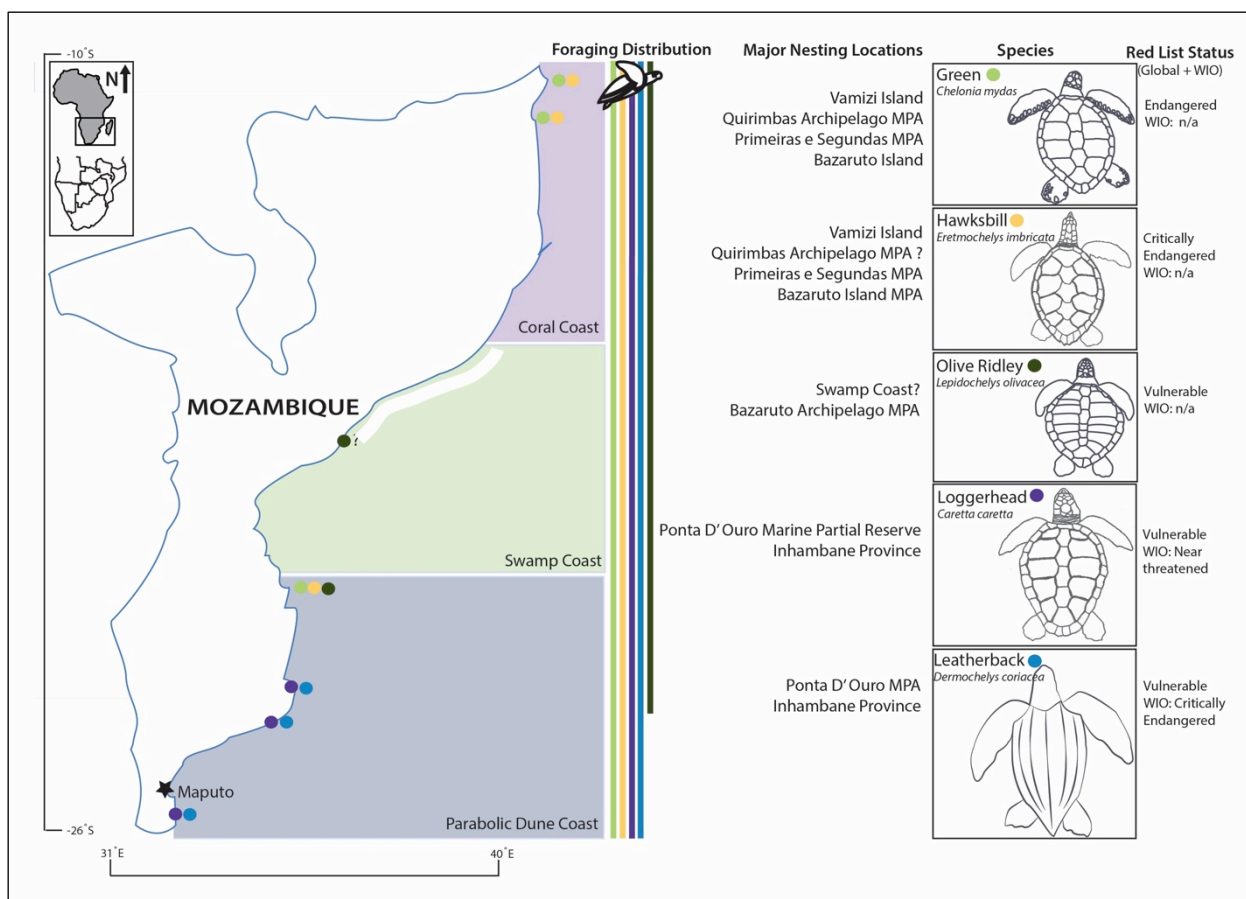 -10°S
N
Foraging Distribution
Major Nesting Locations
Species
Red List Status
(Global + WIO)
Green
Chelonia mydas
Vamizi Island
Quirimbas Archipelago MPA
Primeiras e Segundas MPA
Bazaruto Island
Endangered
WIO: n/a
Hawksbill
Eretmochelys imbricata
Vamizi Island
Quirimbas Archipelago MPA ?
Primeiras e Segundas MPA
Bazaruto Island MPA
Critically
Endangered
WIO: n/a
Coral Coast
Olive Ridley
Lepidochelys olivacea
Swamp Coast?
Bazaruto Archipelago MPA
Vulnerable
WIO: n/a
MOZAMBIQUE
?
Loggerhead
Caretta caretta
Ponta D'Ouro Marine Partial Reserve
Inhambane Province
Vulnerable
WIO: Near
threatened
Swamp Coast
Leatherback
Dermochelys coriacea
Ponta D'Ouro MPA
Inhambane Province
Vulnerable
WIO: Critically
Endangered
Maputo
Parabolic Dune Coast
-26°S
31°E
40°E